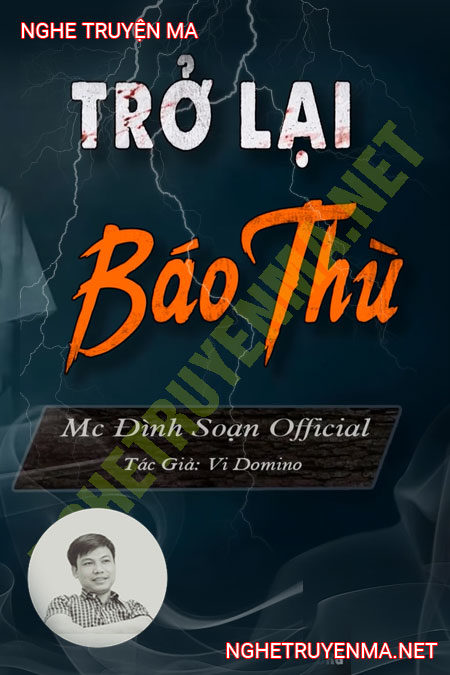 NGHE TRUYỆN MA
TRỞ LẠI
Báo Thù
NGHETRUYENMA.NET
Mc Đình Soạn Official
Tác Giả: Vi Domino
NGHETRUYENMA.NET